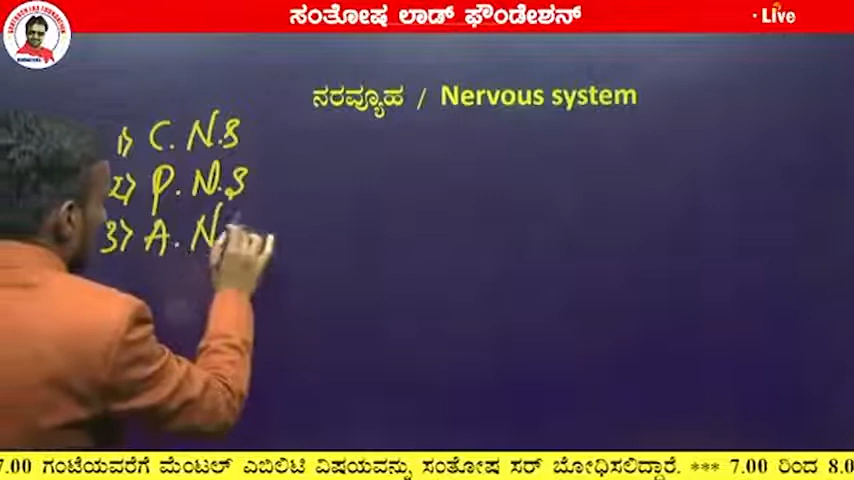 ಸಂತೋಷ ಲಾಡ್ ಫೌಂಡೇಶನ್
· Live
ನರವ್ಯೂಹ / Nervous system
1) C.N.S
2) P.N.S
3) A.N.
7.00 ಗಂಟೆಯವರೆಗೆ ಮೆಂಟಲ್ ಎಬಿಲಿಟಿ ವಿಷಯವನ್ನು ಸಂತೋಷ ಸರ್ ಬೋಧಿಸಲಿದ್ದಾರೆ. *** 7.00 ರಿಂದ 8.0